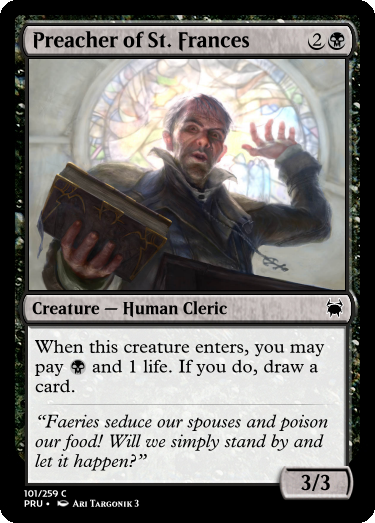 Preacher of St. Frances 2
Creature — Human Cleric
When this creature enters, you may
pay and 1 life. If you do, draw a
card.
“Faeries seduce our spouses and poison
our food! Will we simply stand by and
let it happen?”
3/3
101/259 C
PRU • Ari Targonik 3